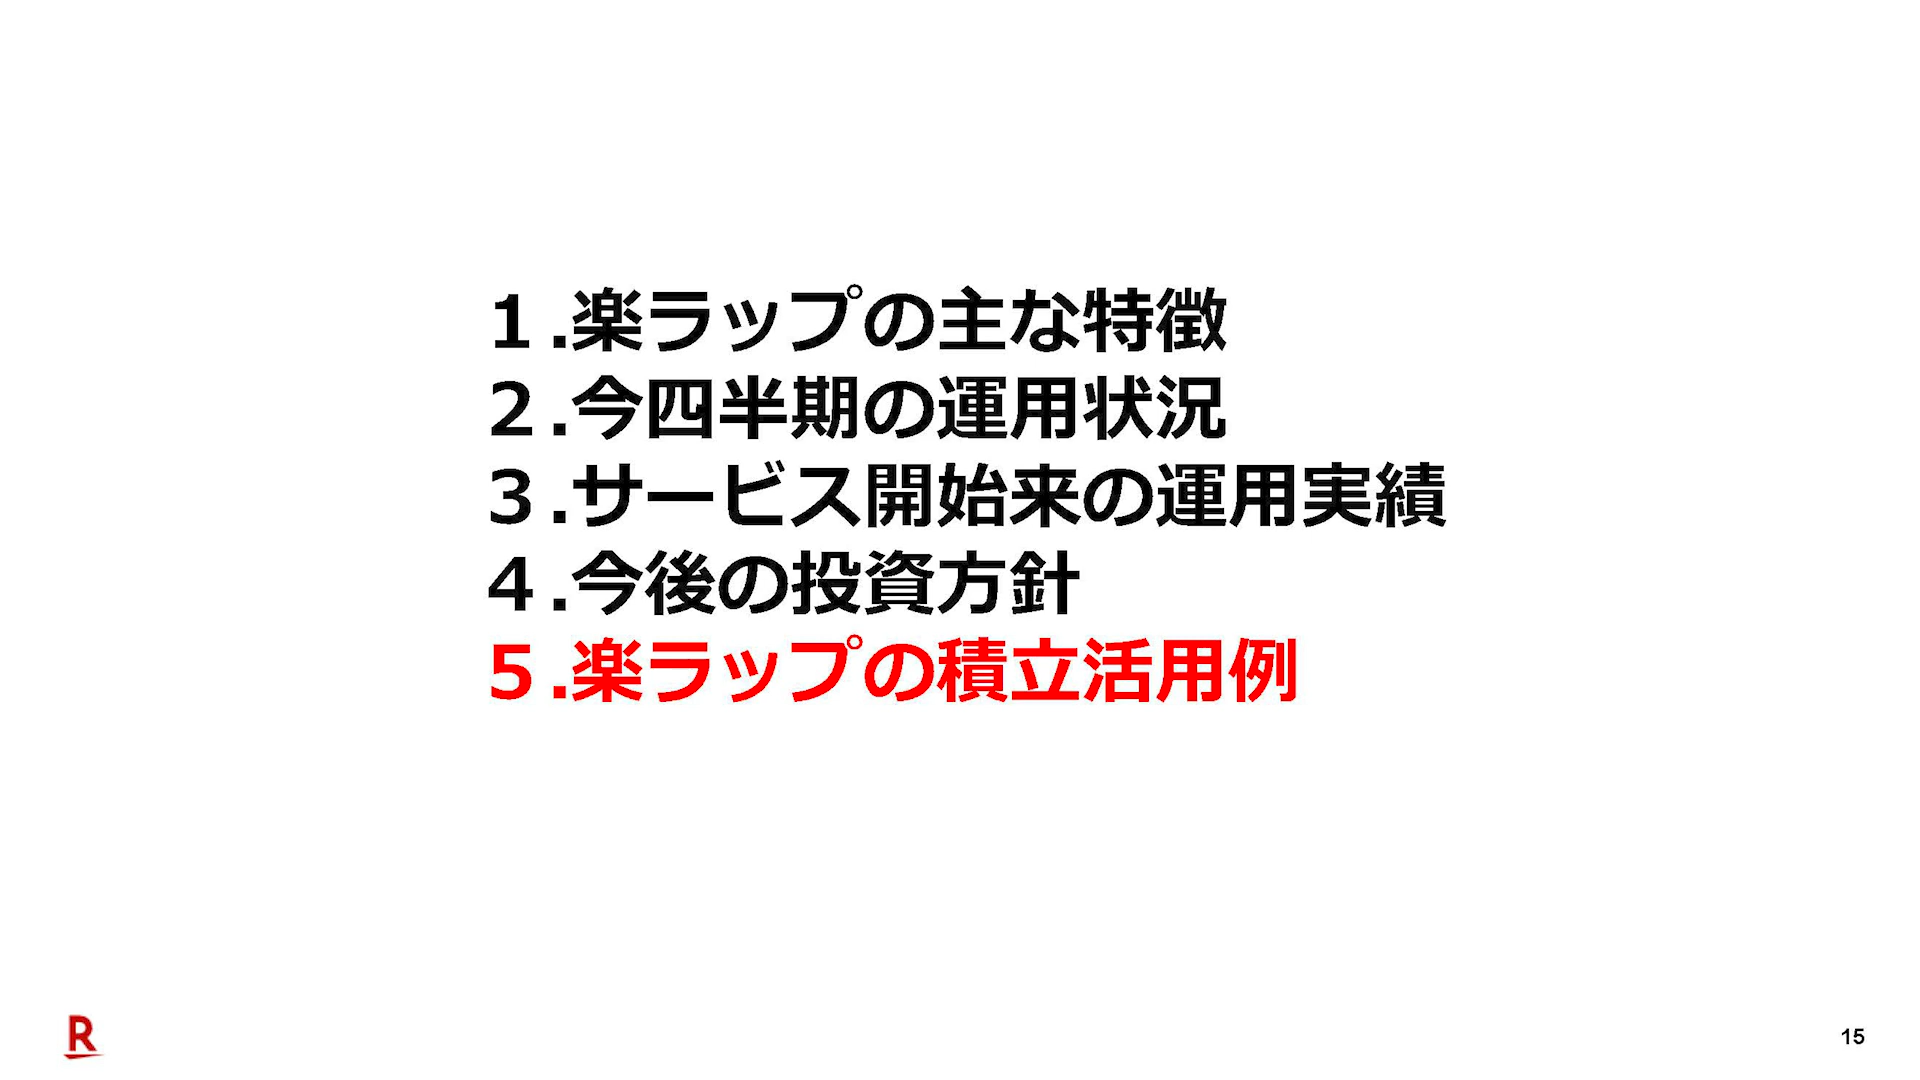 １.楽ラップの主な特徴
２.今四半期の運用状況
３.サービス開始来の運用実績
４.今後の投資方針
５.楽ラップの積立活用例
R
15